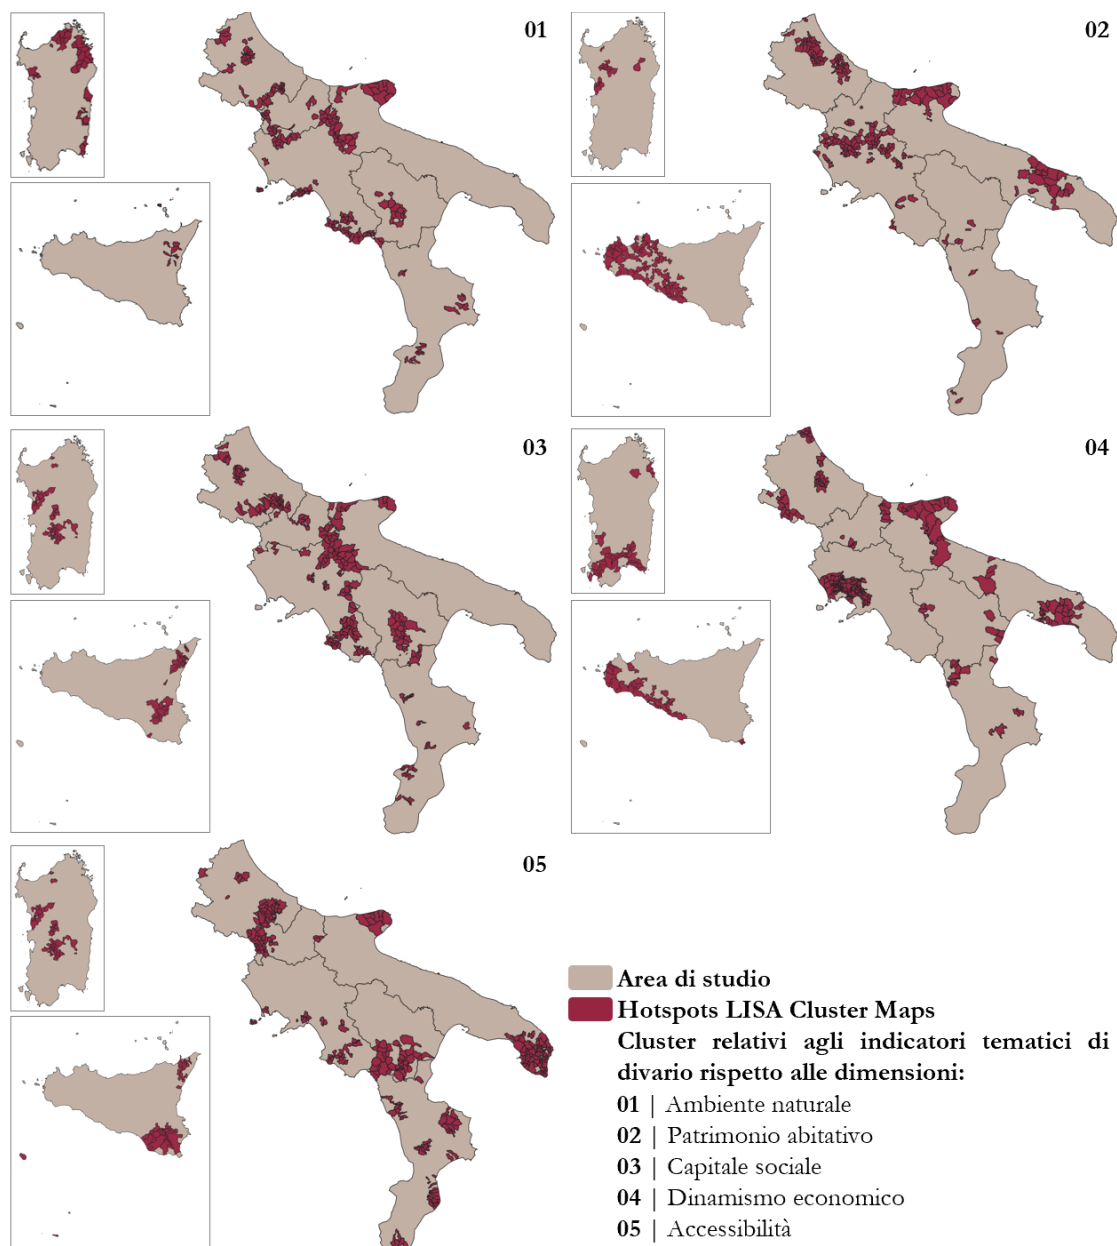 01
02
03
04
05
Area di studio
Hotspots LISA Cluster Maps
Cluster relativi agli indicatori tematici di
divario rispetto alle dimensioni:
01 | Ambiente naturale
02 | Patrimonio abitativo
03 | Capitale sociale
04 | Dinamismo economico
05 | Accessibilità